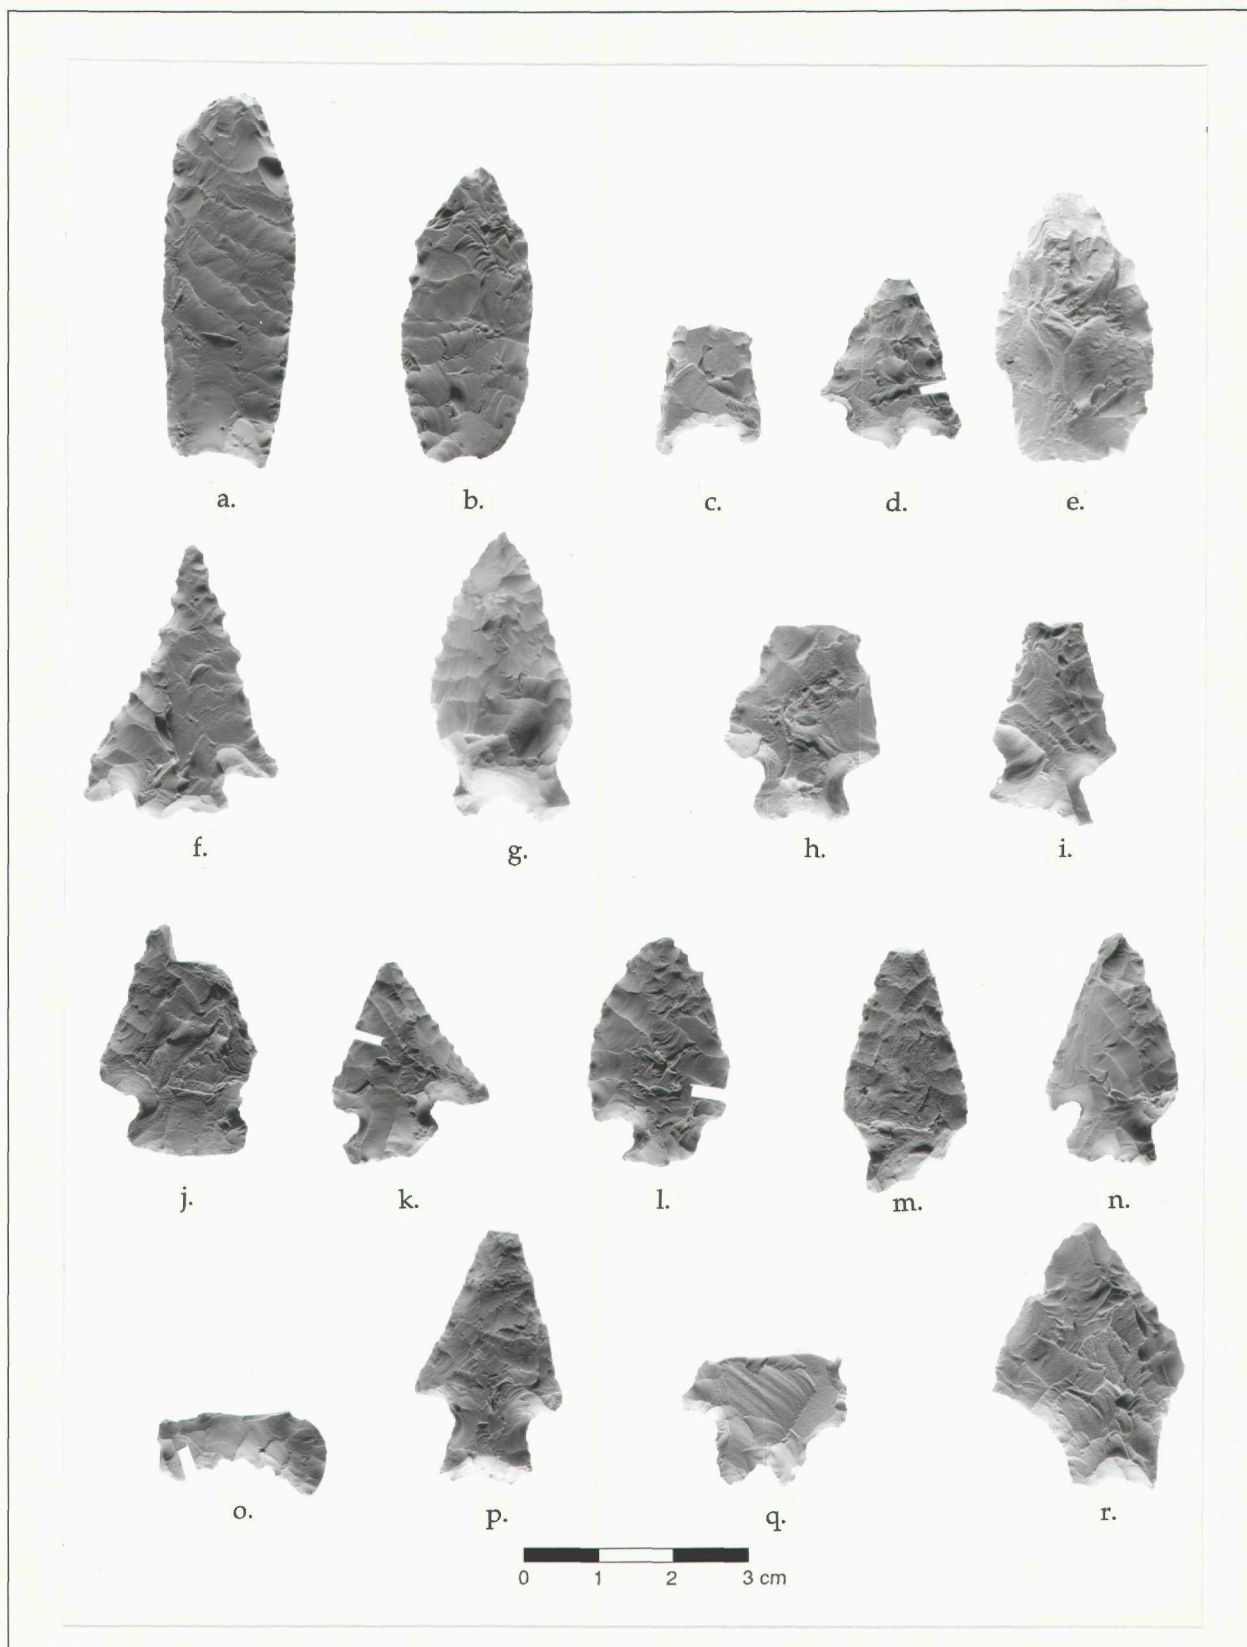 a. b. c. d. e.
f. g. h. i.
j. k. l. m. n.
o. p. q. r.
0 1 2 3 cm